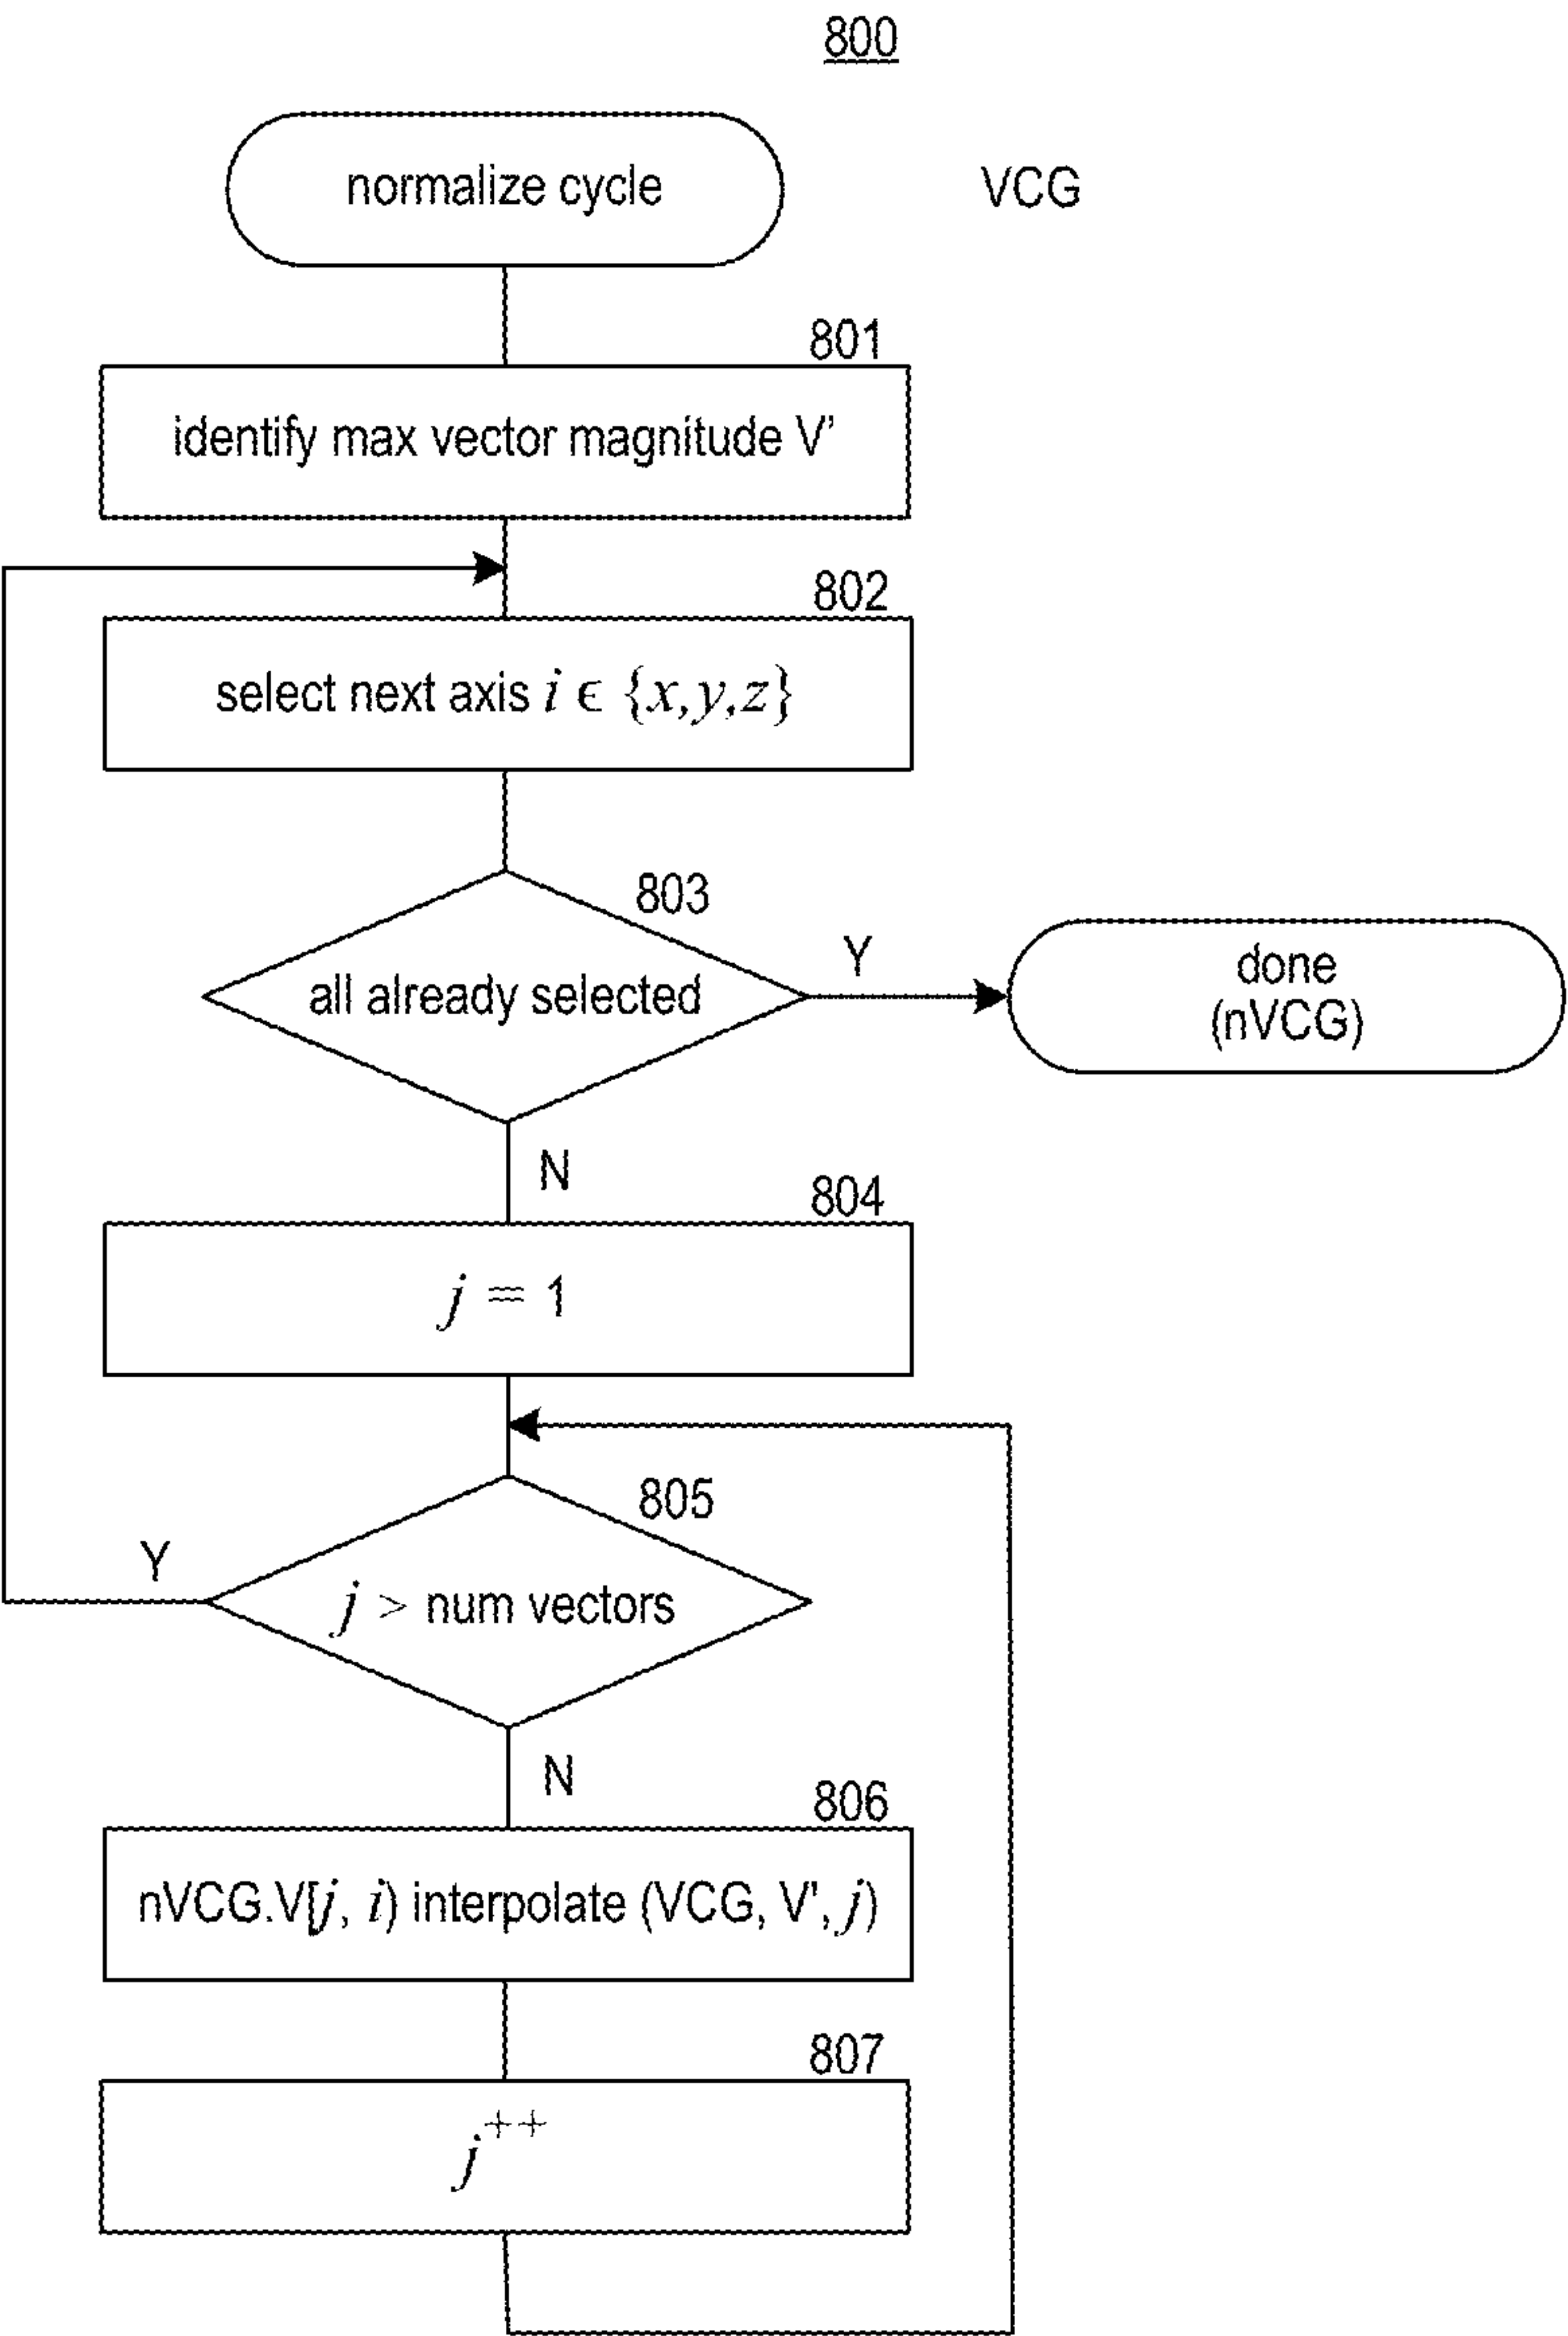 800
normalize cycle
VCG
801
identify max vector magnitude V'
802
select next axis i ϵ {x,y,z}
803
all already selected
Y
done
(nVCG)
N
804
j = 1
805
Y
j > num vectors
N
806
nVCG.V[j, i) interpolate (VCG, V', j)
807
j++